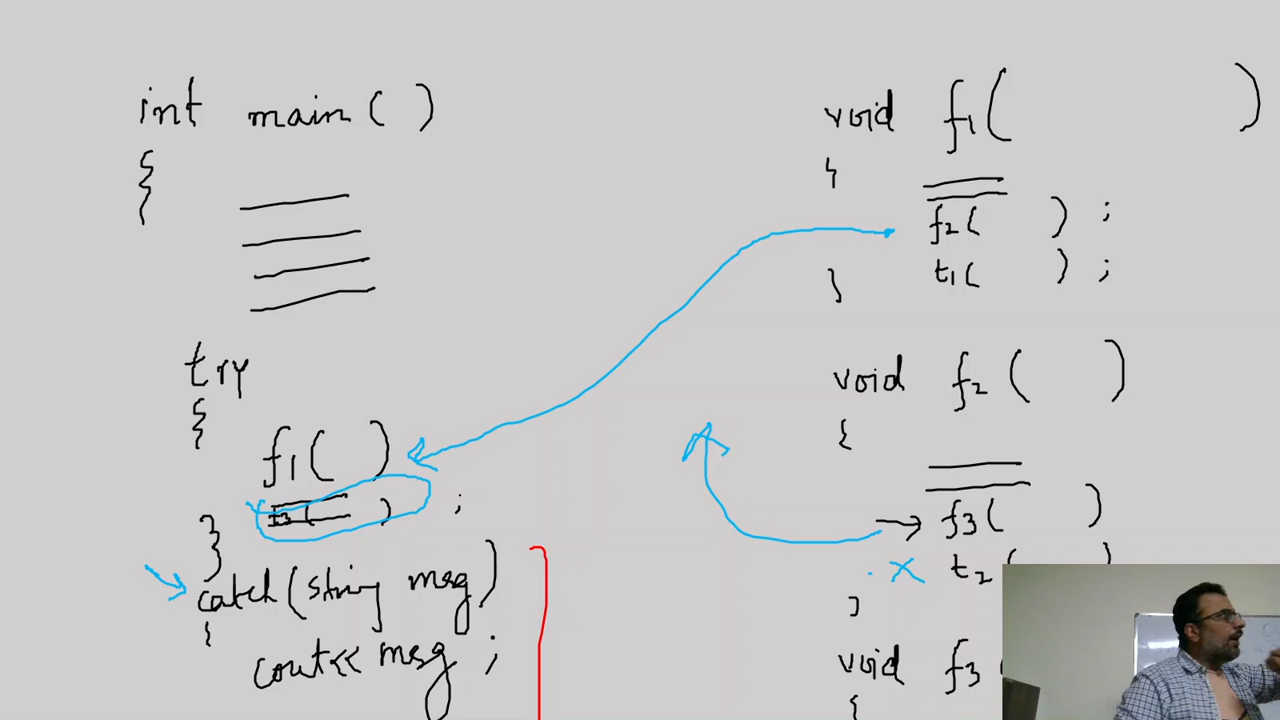 int main( )
{
try
{
f1( )
;
}
}
catch(string msg)
{
cout<< msg ;
void f1( )
{
f2( ) ;
t1( ) ;
}
void f2( )
{
f3( )
t2( )
}
void f3
{